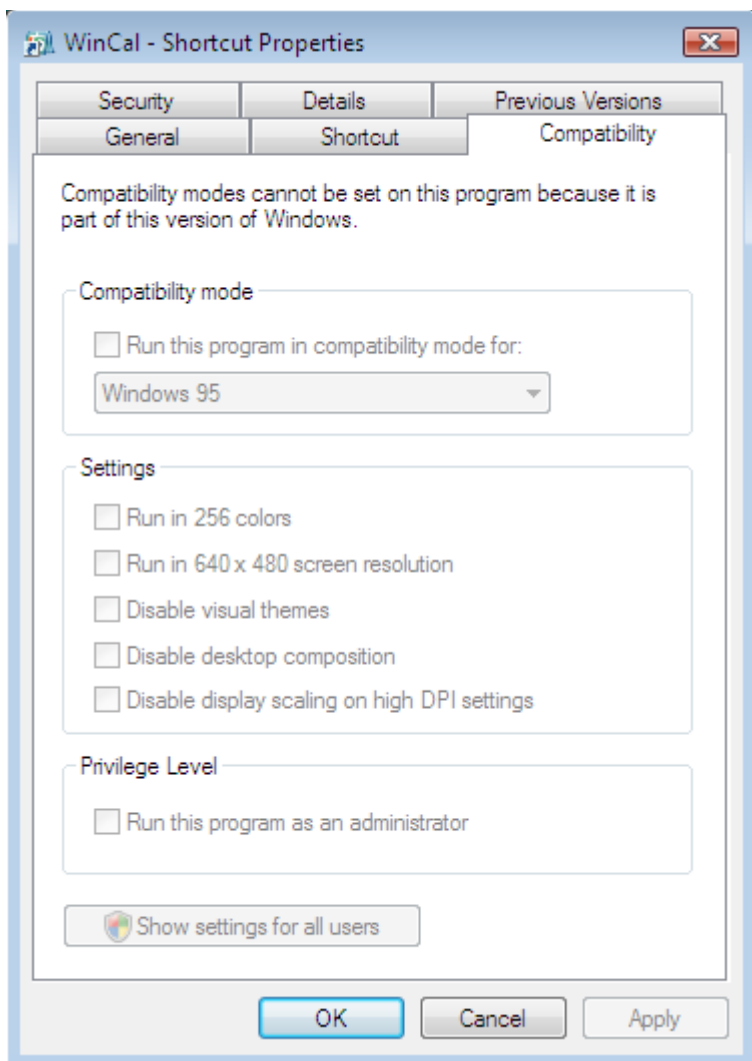 WinCal - Shortcut Properties
Security Details Previous Versions
General Shortcut Compatibility
Compatibility modes cannot be set on this program because it is
part of this version of Windows.
Compatibility mode
Run this program in compatibility mode for:
Windows 95
Settings
Run in 256 colors
Run in 640 x 480 screen resolution
Disable visual themes
Disable desktop composition
Disable display scaling on high DPI settings
Privilege Level
Run this program as an administrator
Show settings for all users
OK Cancel Apply